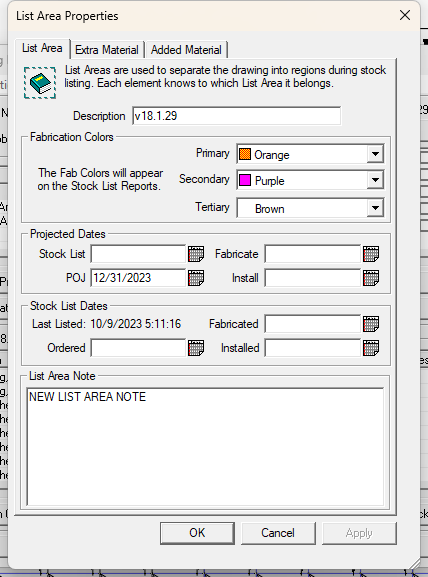 List Area Properties
List Area
Extra Material
Added Material
List Areas are used to separate the drawing into regions during stock
listing. Each element knows to which List Area it belongs.
Description
v18.1.29
Fabrication Colors
The Fab Colors will appear
on the Stock List Reports.
Primary
Orange
Secondary
Purple
Tertiary
Brown
Projected Dates
Stock List
Fabricate
POJ
12/31/2023
Install
Stock List Dates
Last Listed: 10/9/2023 5:11:16
Fabricated
Ordered
Installed
List Area Note
NEW LIST AREA NOTE
OK
Cancel
Apply